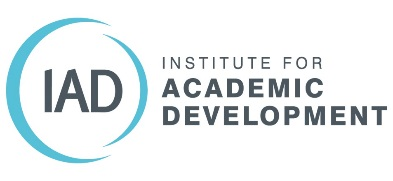 IAD
INSTITUTE FOR
ACADEMIC
DEVELOPMENT